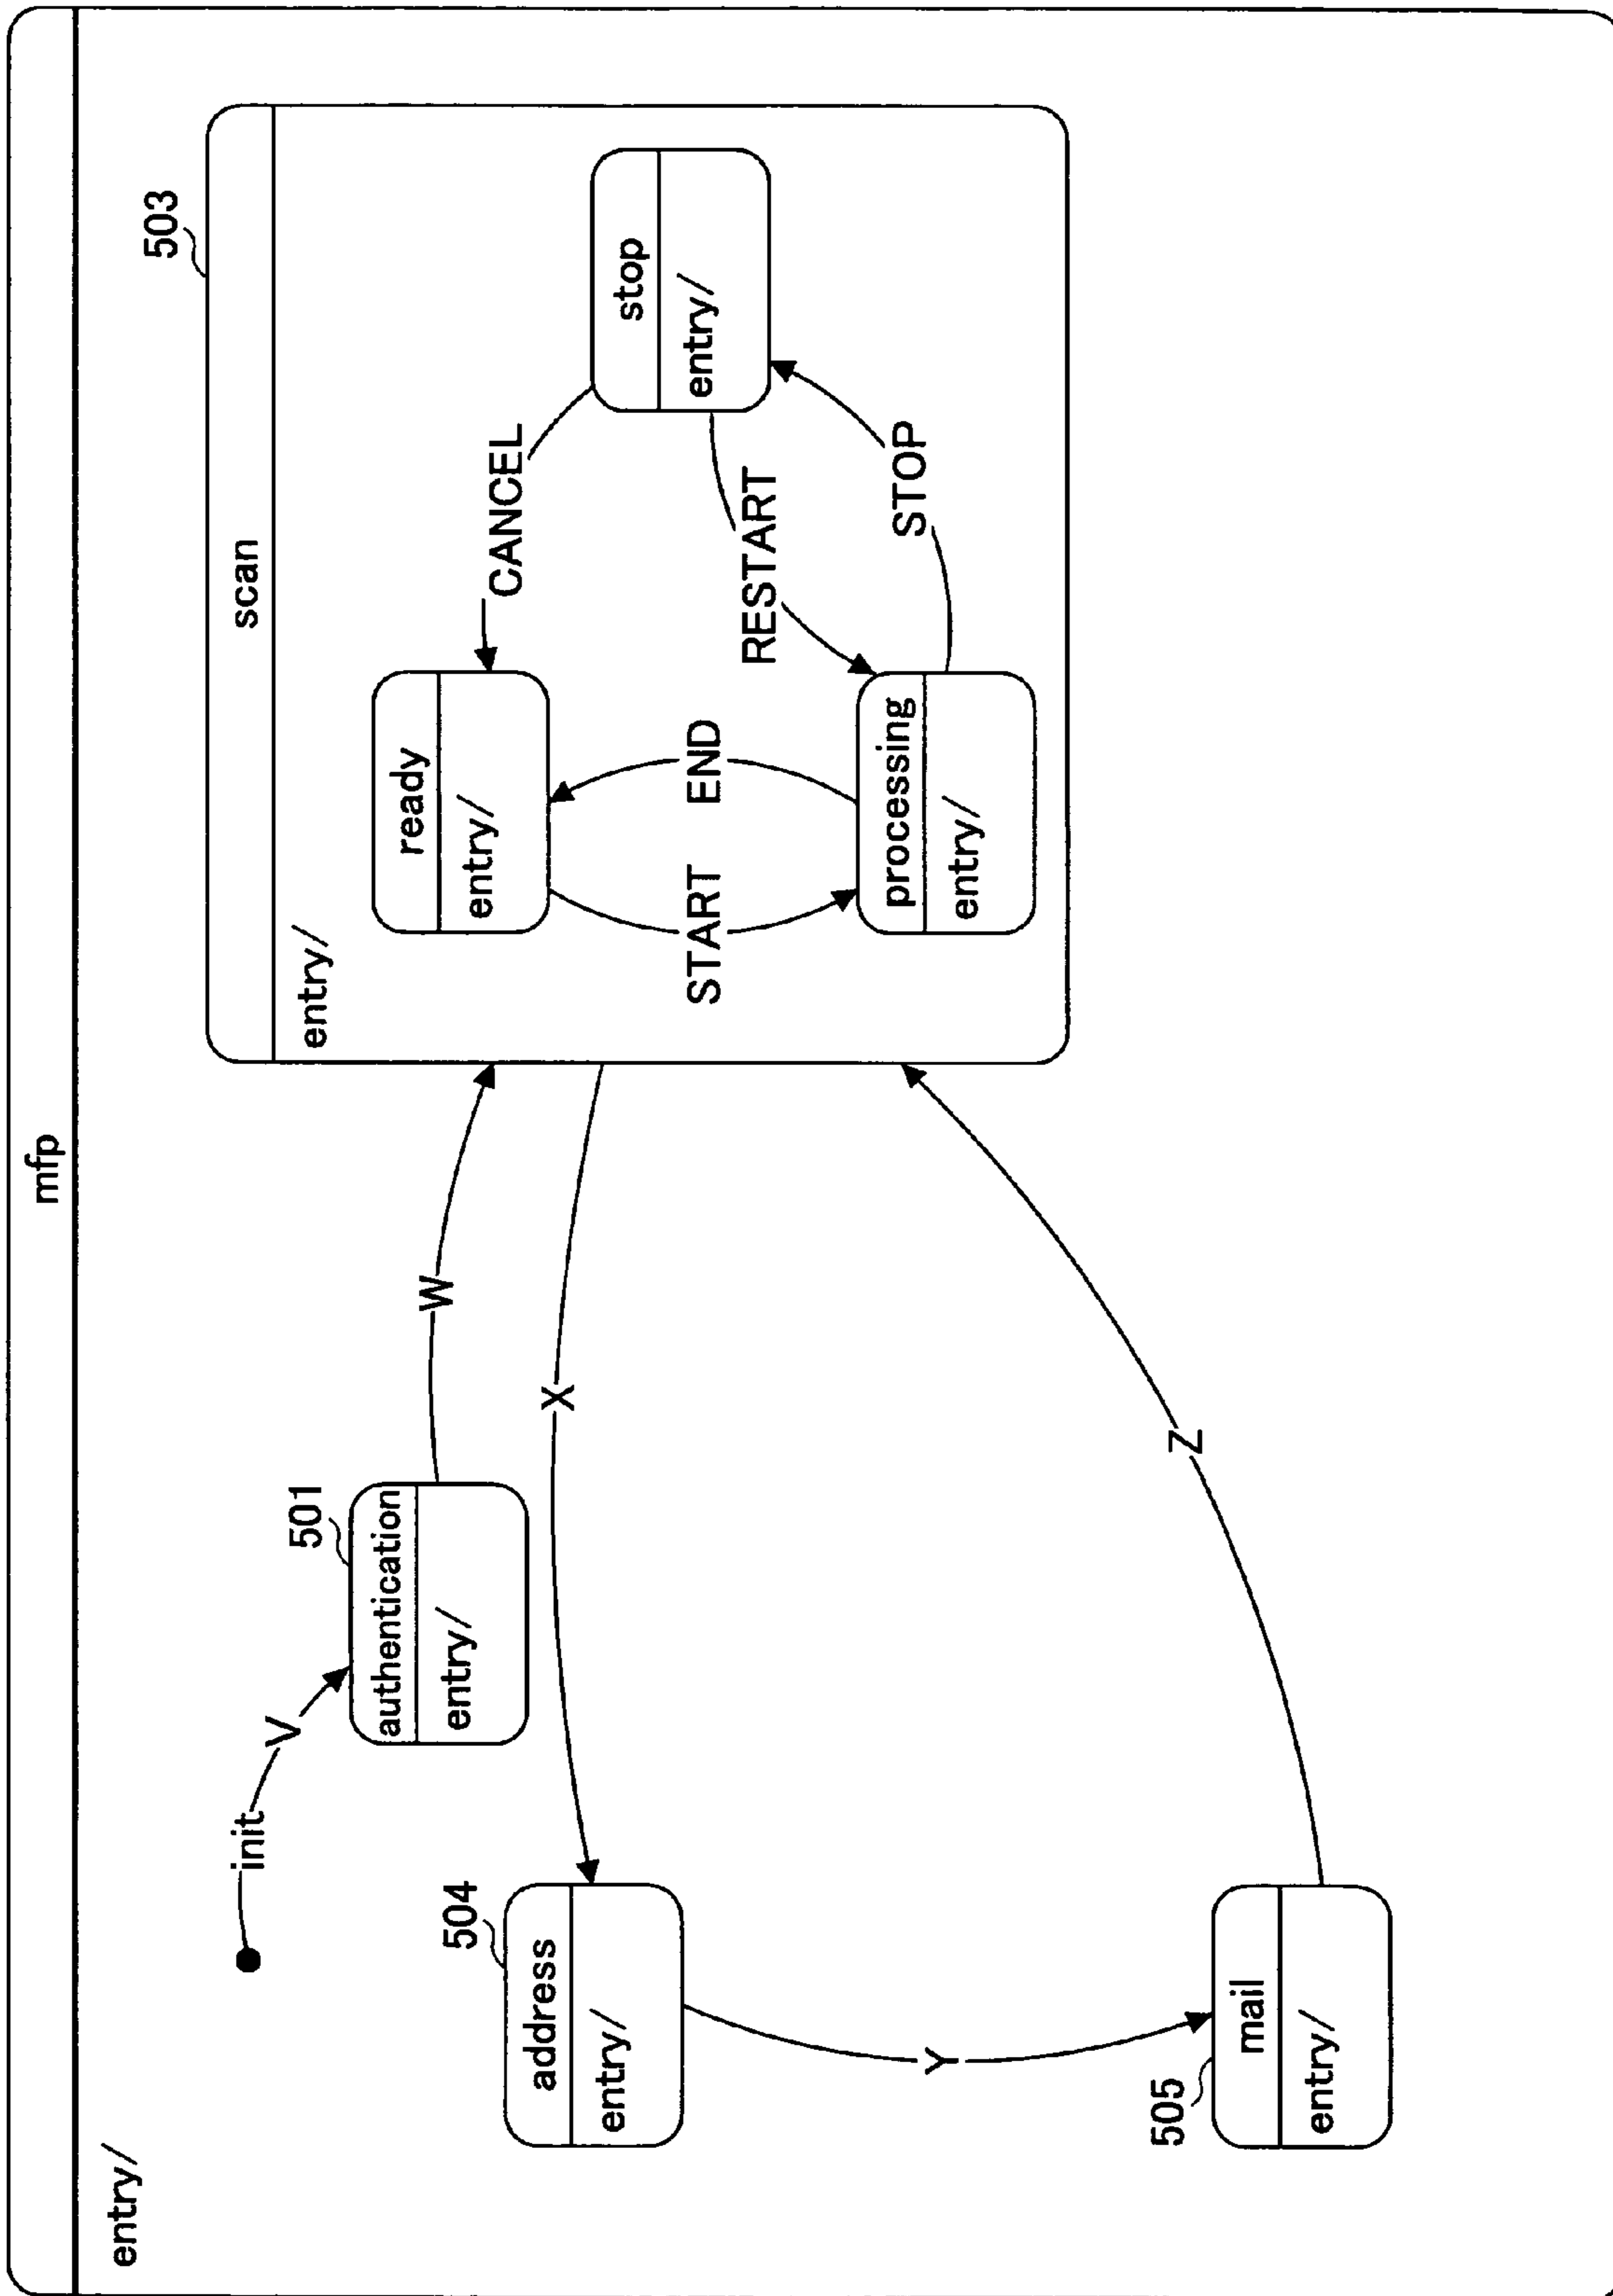 mfp
entry/
init
V
501
authentication
entry/
W
503
scan
entry/
ready
entry/
CANCEL
stop
entry/
START
END
RESTART
STOP
processing
entry/
X
504
address
entry/
Y
Z
505
mail
entry/